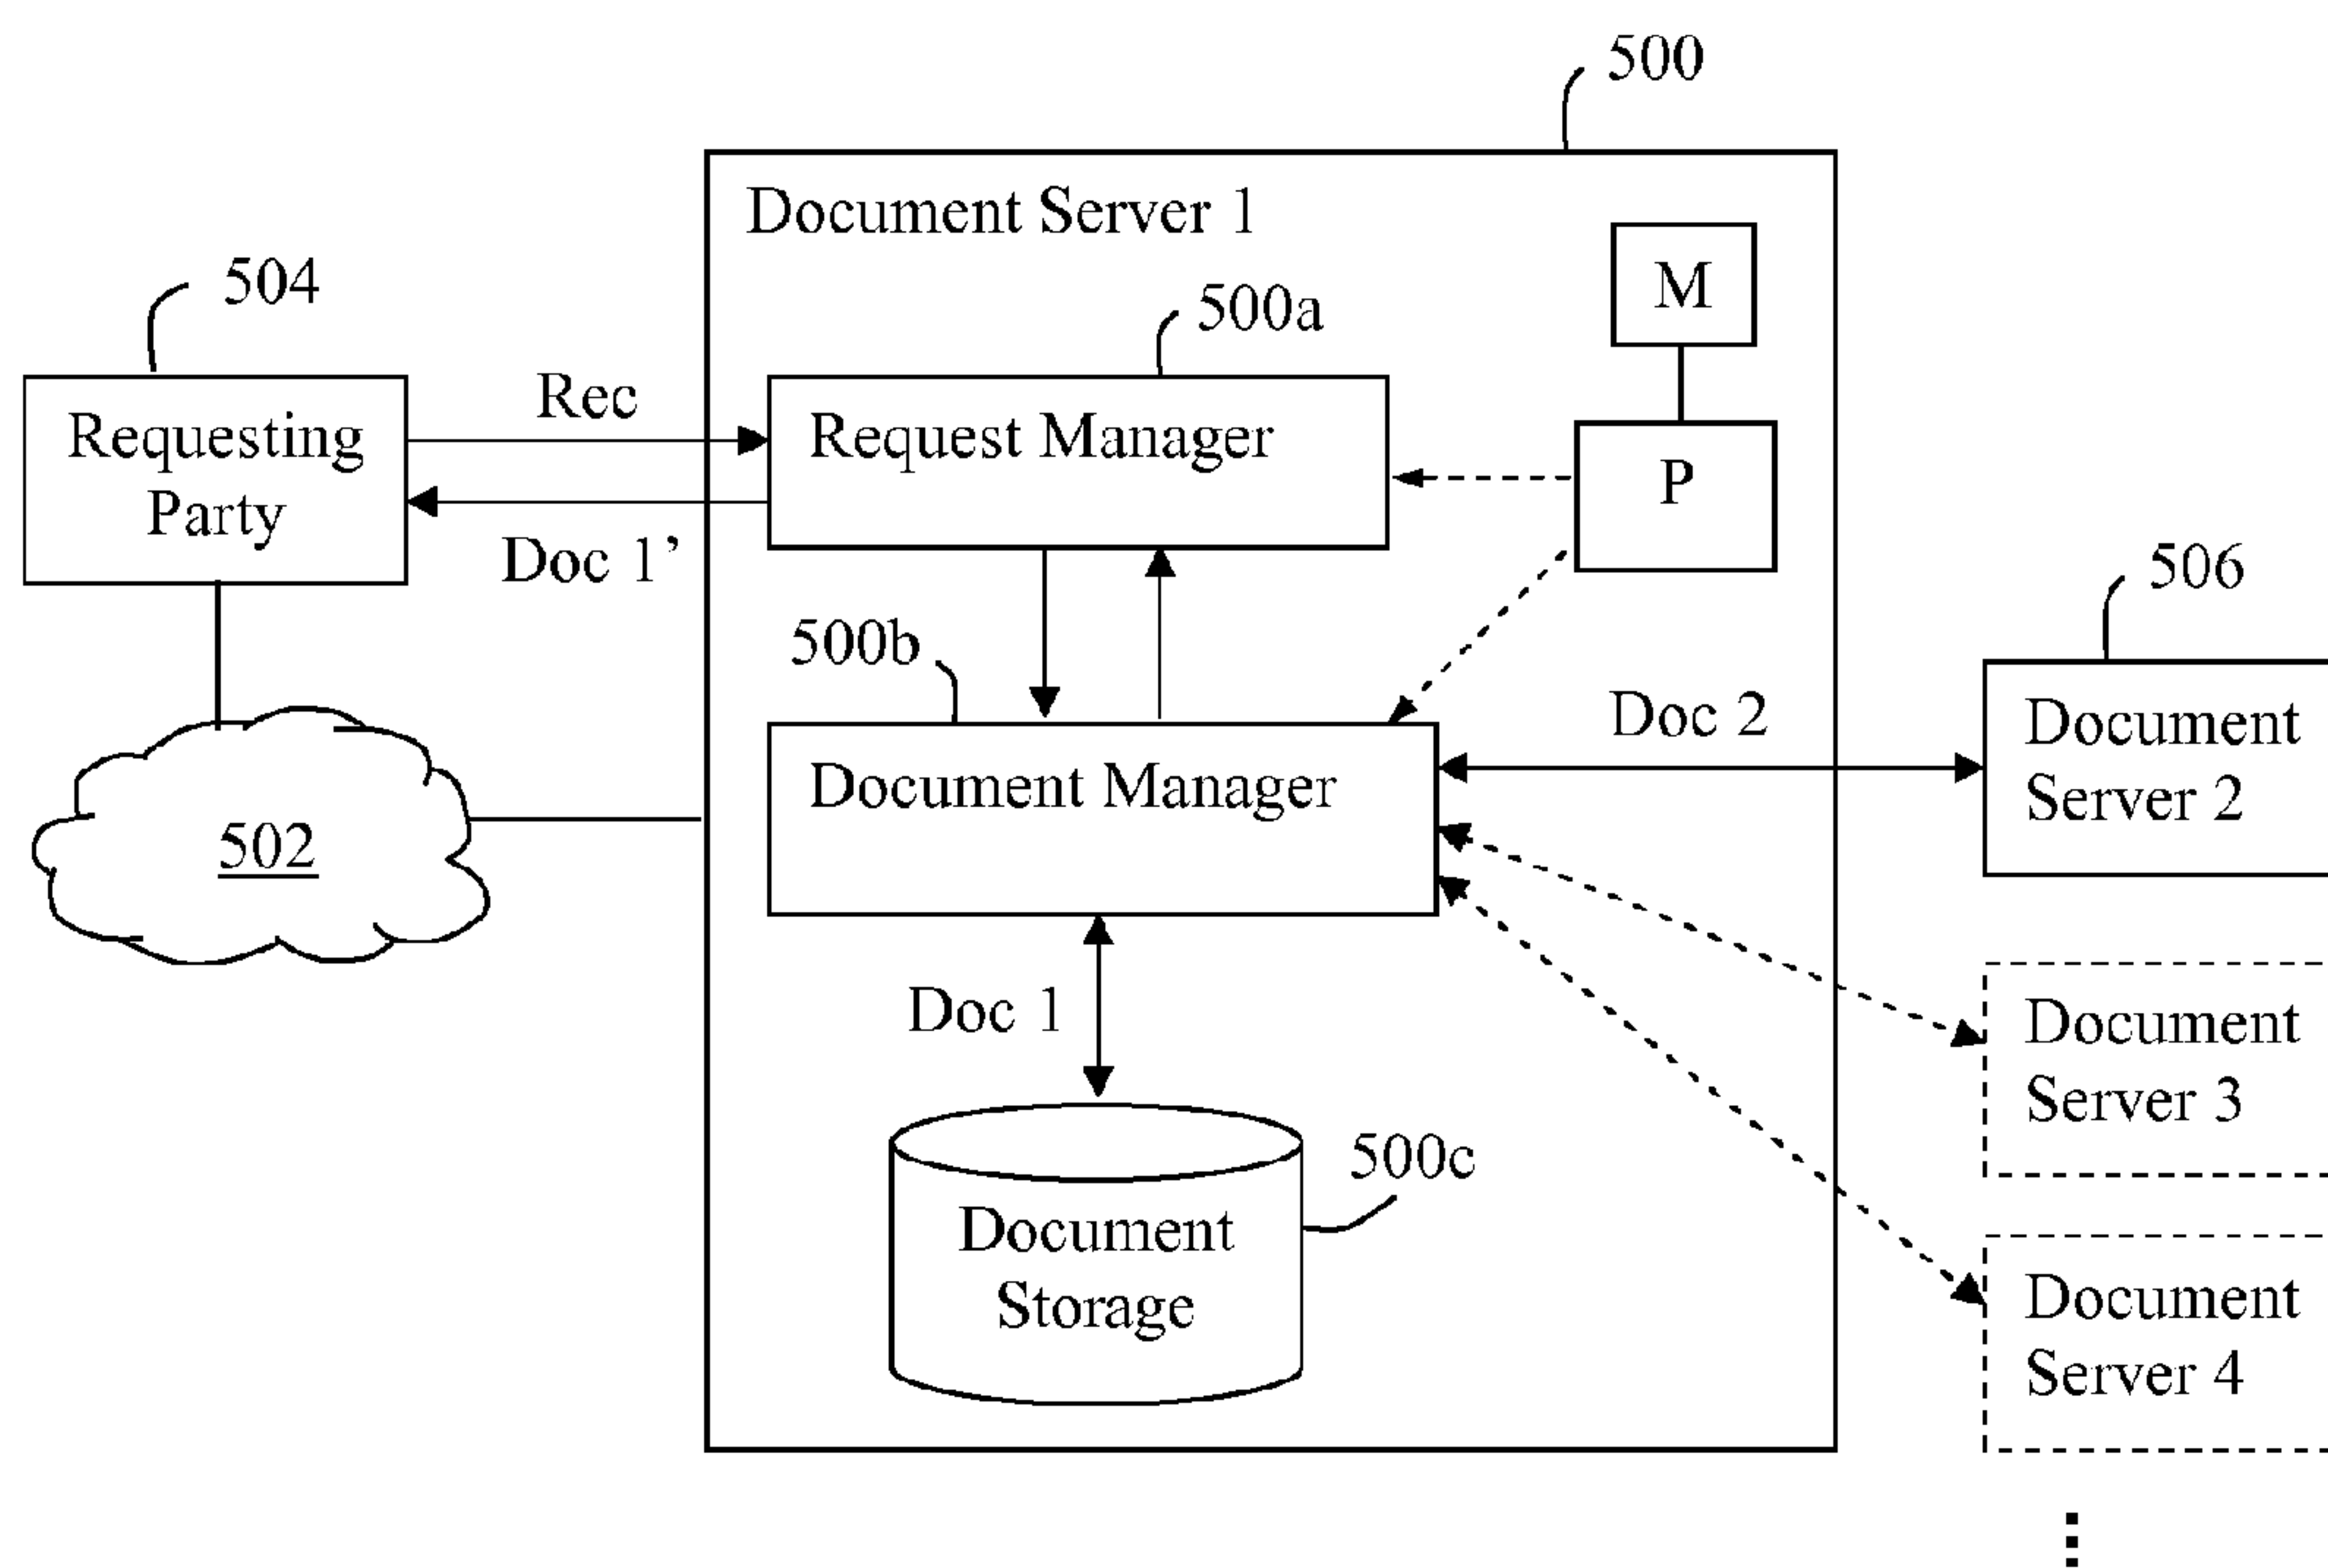 500
Document Server 1
M
504
500a
Requesting
Party
Rec
Request Manager
P
Doc 1’
506
500b
Doc 2
Document
Server 2
Document Manager
502
Doc 1
Document
Server 3
500c
Document
Storage
Document
Server 4